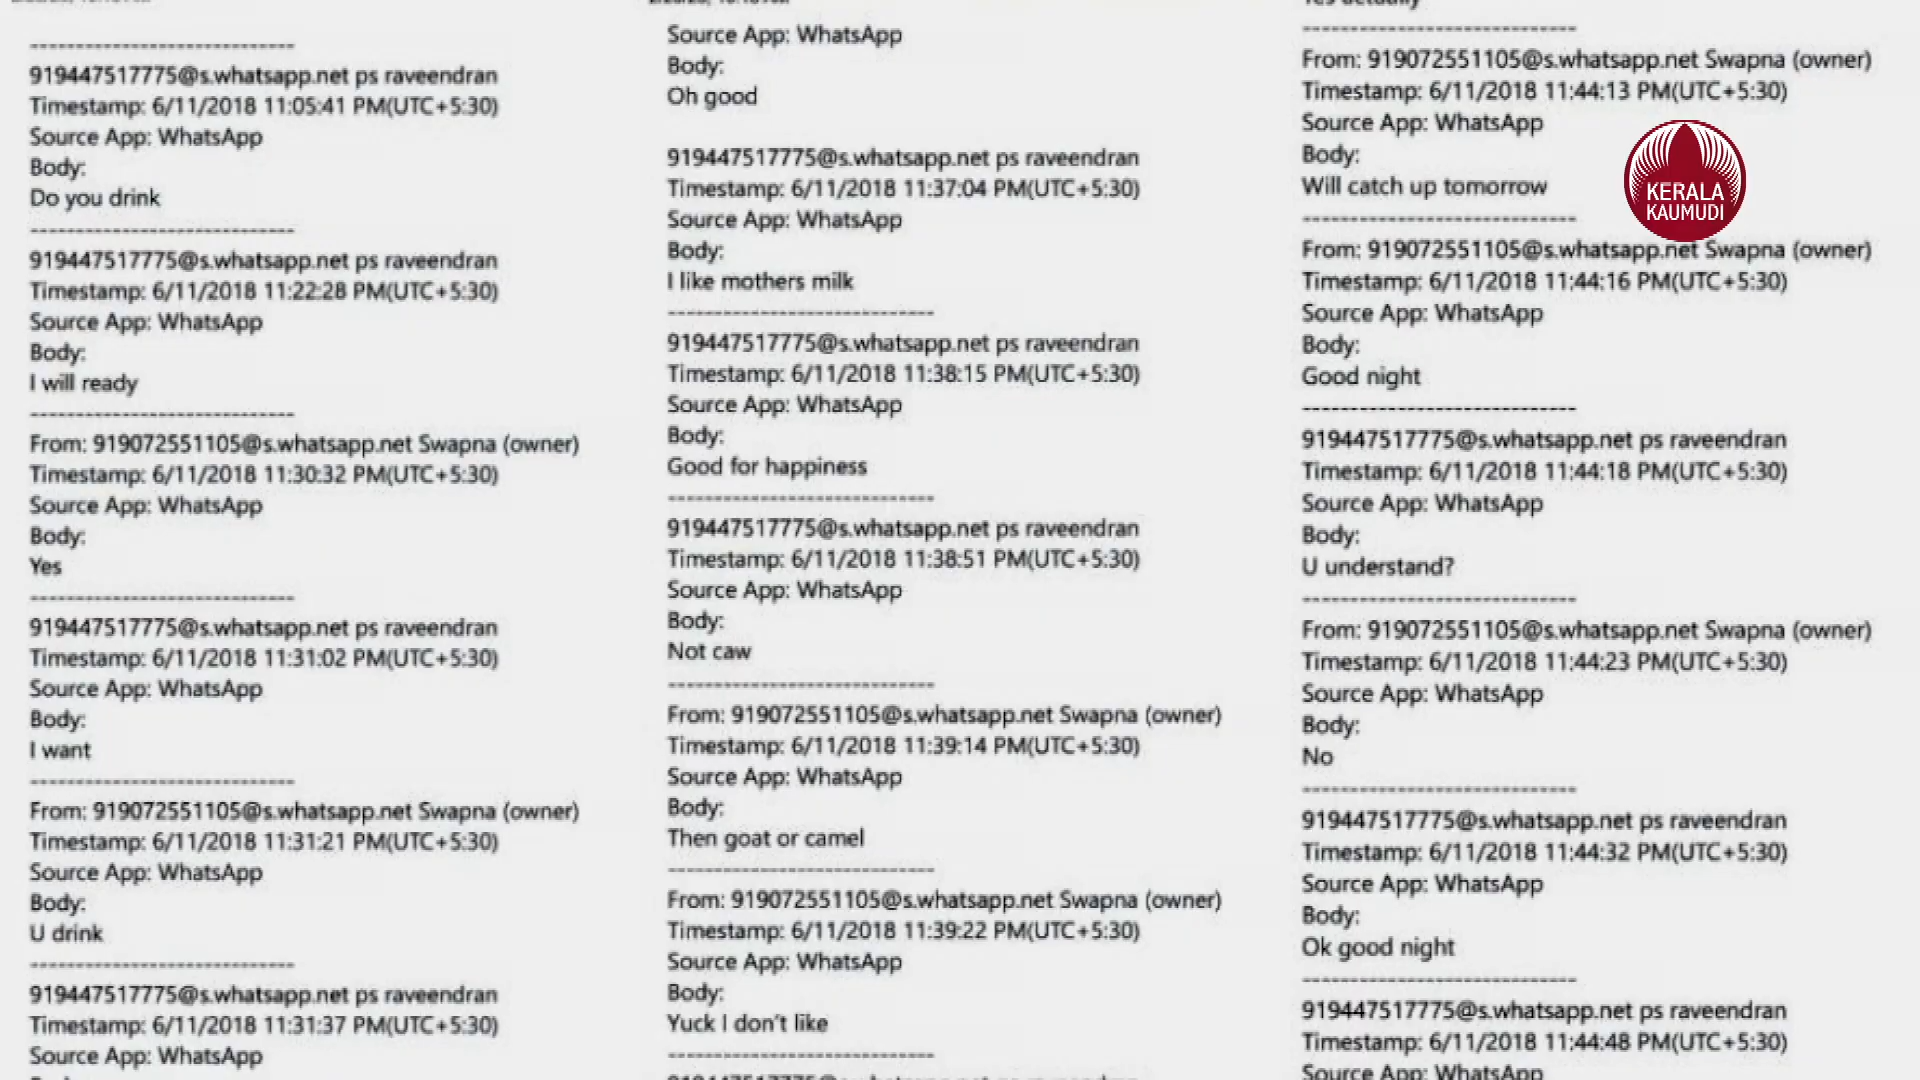 -----------------------------
919447517775@s.whatsapp.net ps raveendran
Timestamp: 6/11/2018 11:05:41 PM(UTC+5:30)
Source App: WhatsApp
Body:
Do you drink
-----------------------------
919447517775@s.whatsapp.net ps raveendran
Timestamp: 6/11/2018 11:22:28 PM(UTC+5:30)
Source App: WhatsApp
Body:
I will ready
-----------------------------
From: 919072551105@s.whatsapp.net Swapna (owner)
Timestamp: 6/11/2018 11:30:32 PM(UTC+5:30)
Source App: WhatsApp
Body:
Yes
-----------------------------
919447517775@s.whatsapp.net ps raveendran
Timestamp: 6/11/2018 11:31:02 PM(UTC+5:30)
Source App: WhatsApp
Body:
I want
-----------------------------
From: 919072551105@s.whatsapp.net Swapna (owner)
Timestamp: 6/11/2018 11:31:21 PM(UTC+5:30)
Source App: WhatsApp
Body:
U drink
-----------------------------
919447517775@s.whatsapp.net ps raveendran
Timestamp: 6/11/2018 11:31:37 PM(UTC+5:30)
Source App: WhatsApp
Source App: WhatsApp
Body:
Oh good
919447517775@s.whatsapp.net ps raveendran
Timestamp: 6/11/2018 11:37:04 PM(UTC+5:30)
Source App: WhatsApp
Body:
I like mothers milk
-----------------------------
919447517775@s.whatsapp.net ps raveendran
Timestamp: 6/11/2018 11:38:15 PM(UTC+5:30)
Source App: WhatsApp
Body:
Good for happiness
-----------------------------
919447517775@s.whatsapp.net ps raveendran
Timestamp: 6/11/2018 11:38:51 PM(UTC+5:30)
Source App: WhatsApp
Body:
Not caw
-----------------------------
From: 919072551105@s.whatsapp.net Swapna (owner)
Timestamp: 6/11/2018 11:39:14 PM(UTC+5:30)
Source App: WhatsApp
Body:
Then goat or camel
-----------------------------
From: 919072551105@s.whatsapp.net Swapna (owner)
Timestamp: 6/11/2018 11:39:22 PM(UTC+5:30)
Source App: WhatsApp
Body:
Yuck I don't like
-----------------------------
Yes actually
-----------------------------
From: 919072551105@s.whatsapp.net Swapna (owner)
Timestamp: 6/11/2018 11:44:13 PM(UTC+5:30)
Source App: WhatsApp
Body:
Will catch up tomorrow
-----------------------------
From: 919072551105@s.whatsapp.net Swapna (owner)
Timestamp: 6/11/2018 11:44:16 PM(UTC+5:30)
Source App: WhatsApp
Body:
Good night
-----------------------------
919447517775@s.whatsapp.net ps raveendran
Timestamp: 6/11/2018 11:44:18 PM(UTC+5:30)
Source App: WhatsApp
Body:
U understand?
-----------------------------
From: 919072551105@s.whatsapp.net Swapna (owner)
Timestamp: 6/11/2018 11:44:23 PM(UTC+5:30)
Source App: WhatsApp
Body:
No
-----------------------------
919447517775@s.whatsapp.net ps raveendran
Timestamp: 6/11/2018 11:44:32 PM(UTC+5:30)
Source App: WhatsApp
Body:
Ok good night
-----------------------------
919447517775@s.whatsapp.net ps raveendran
Timestamp: 6/11/2018 11:44:48 PM(UTC+5:30)
Source App: WhatsApp
KERALA
KAUMUDI